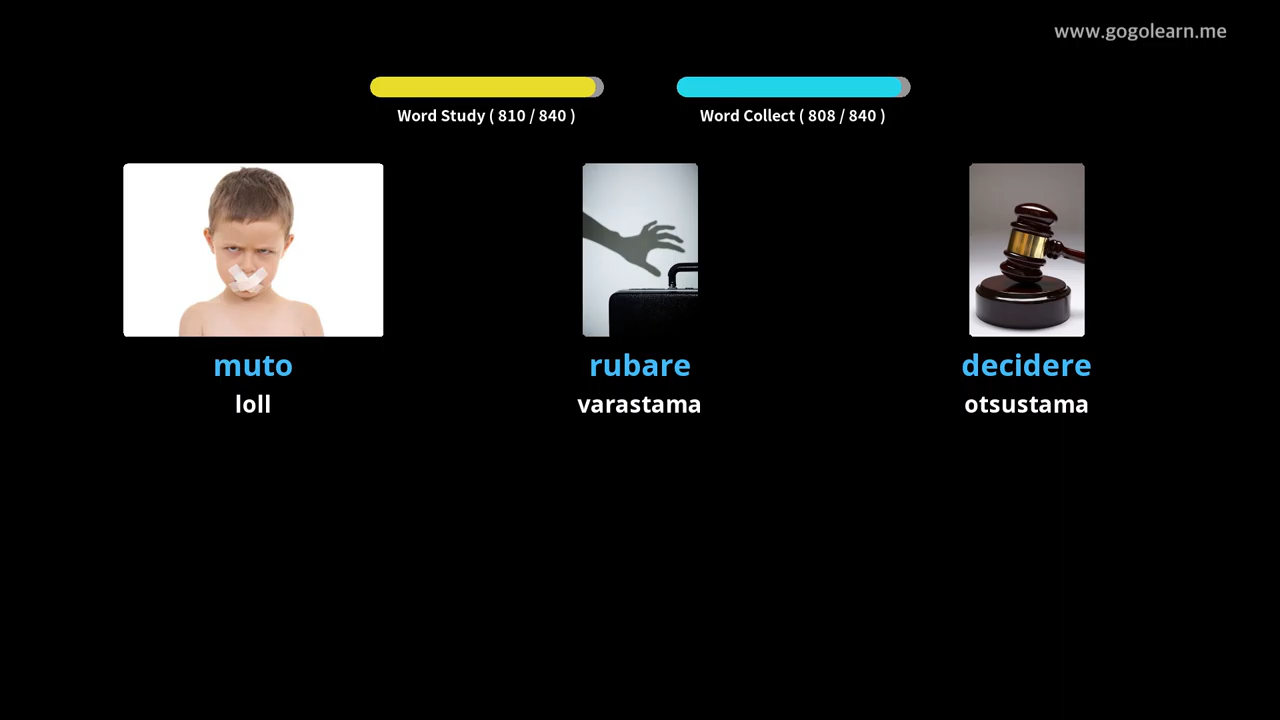 www.gogolearn.me
Word Study ( 810 / 840 )
Word Collect ( 808 / 840 )
muto
rubare
decidere
loll
varastama
otsustama